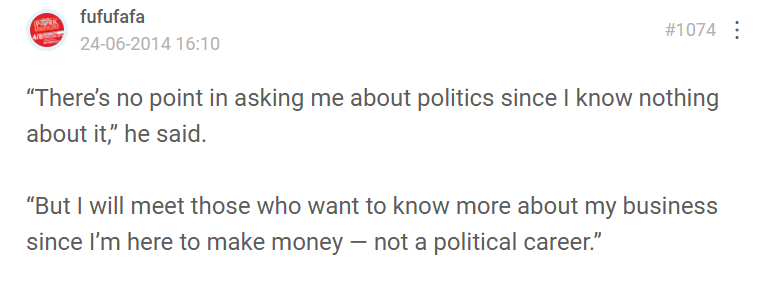 fufufafa
24-06-2014 16:10
#1074
“There’s no point in asking me about politics since I know nothing
about it,” he said.
“But I will meet those who want to know more about my business
since I’m here to make money — not a political career.”